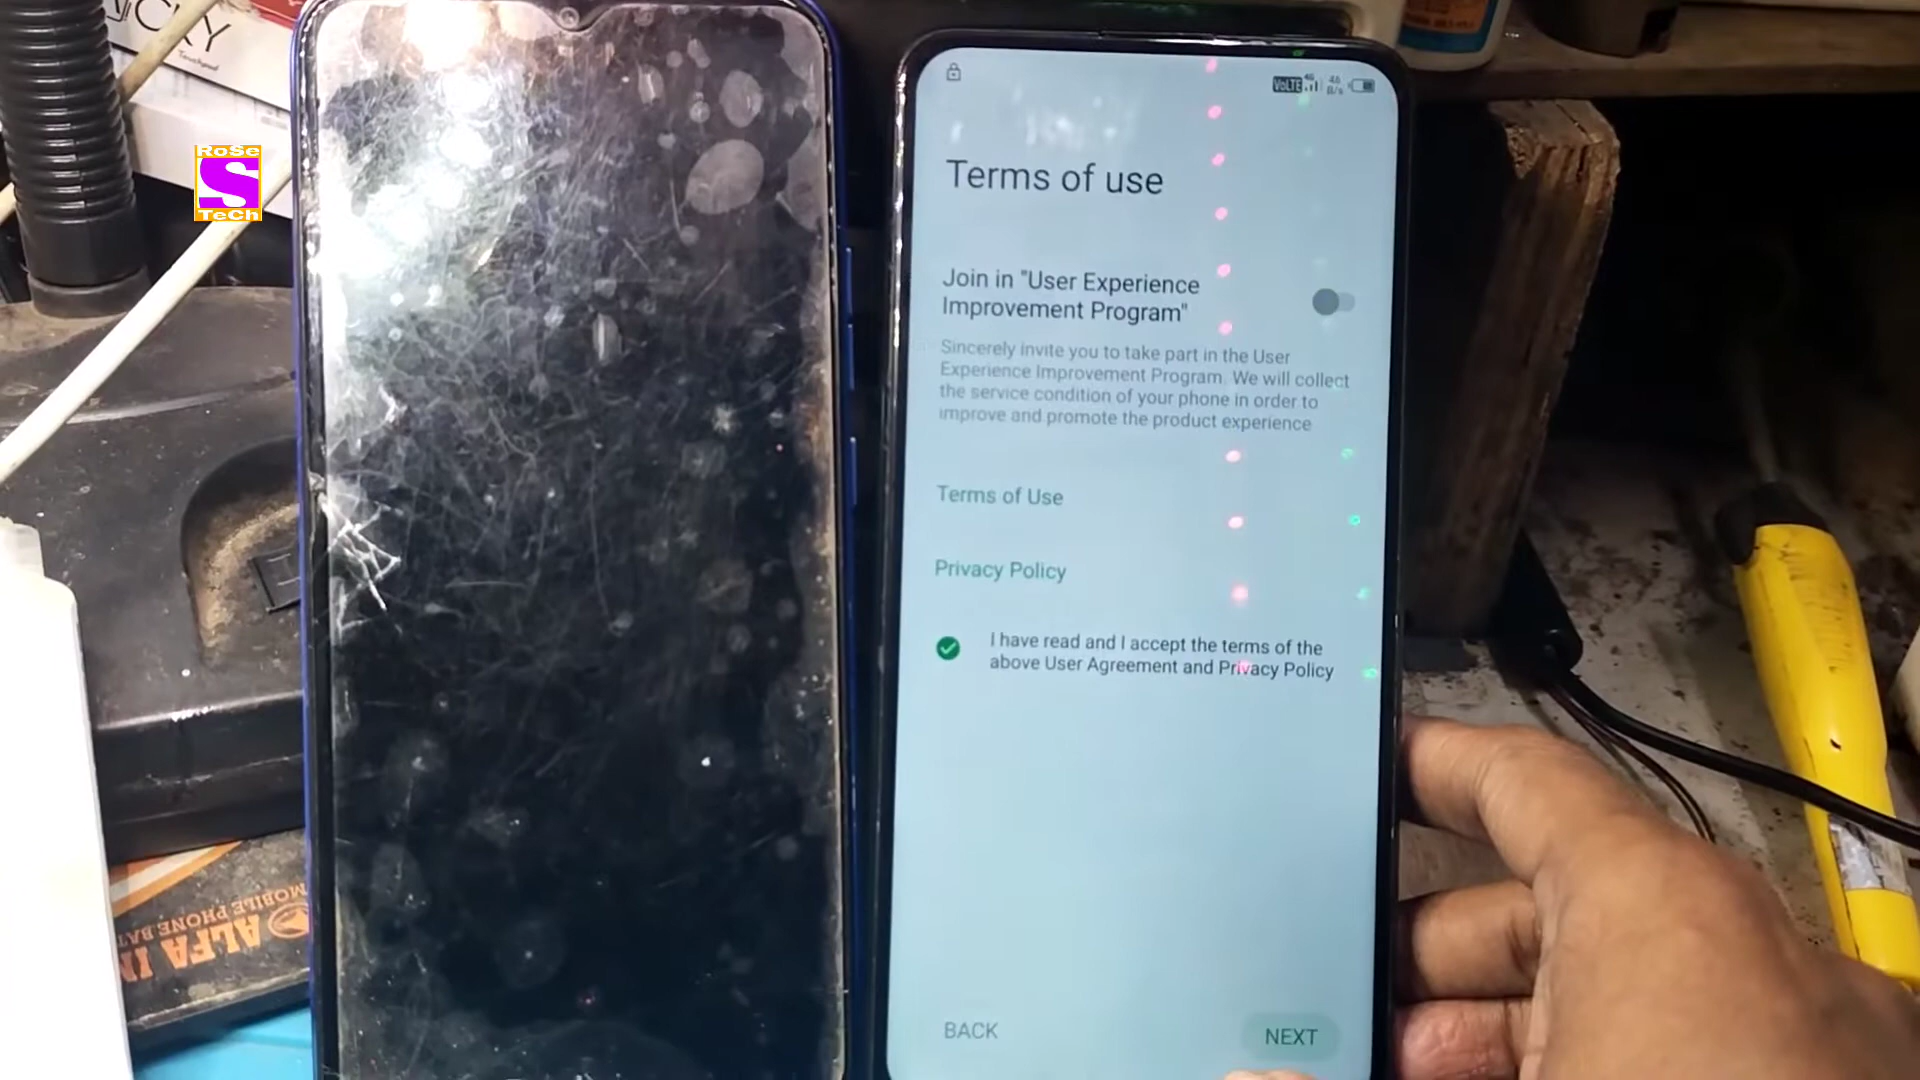 RoSe
S
TeCh
VoLTE 4G
Terms of use
Join in "User Experience
Improvement Program"
Sincerely invite you to take part in the User
Experience Improvement Program. We will collect
the service condition of your phone in order to
improve and promote the product experience
Terms of Use
Privacy Policy
I have read and I accept the terms of the
above User Agreement and Privacy Policy
BACK
NEXT
ALFA IN
MOBILE PHONE BAT